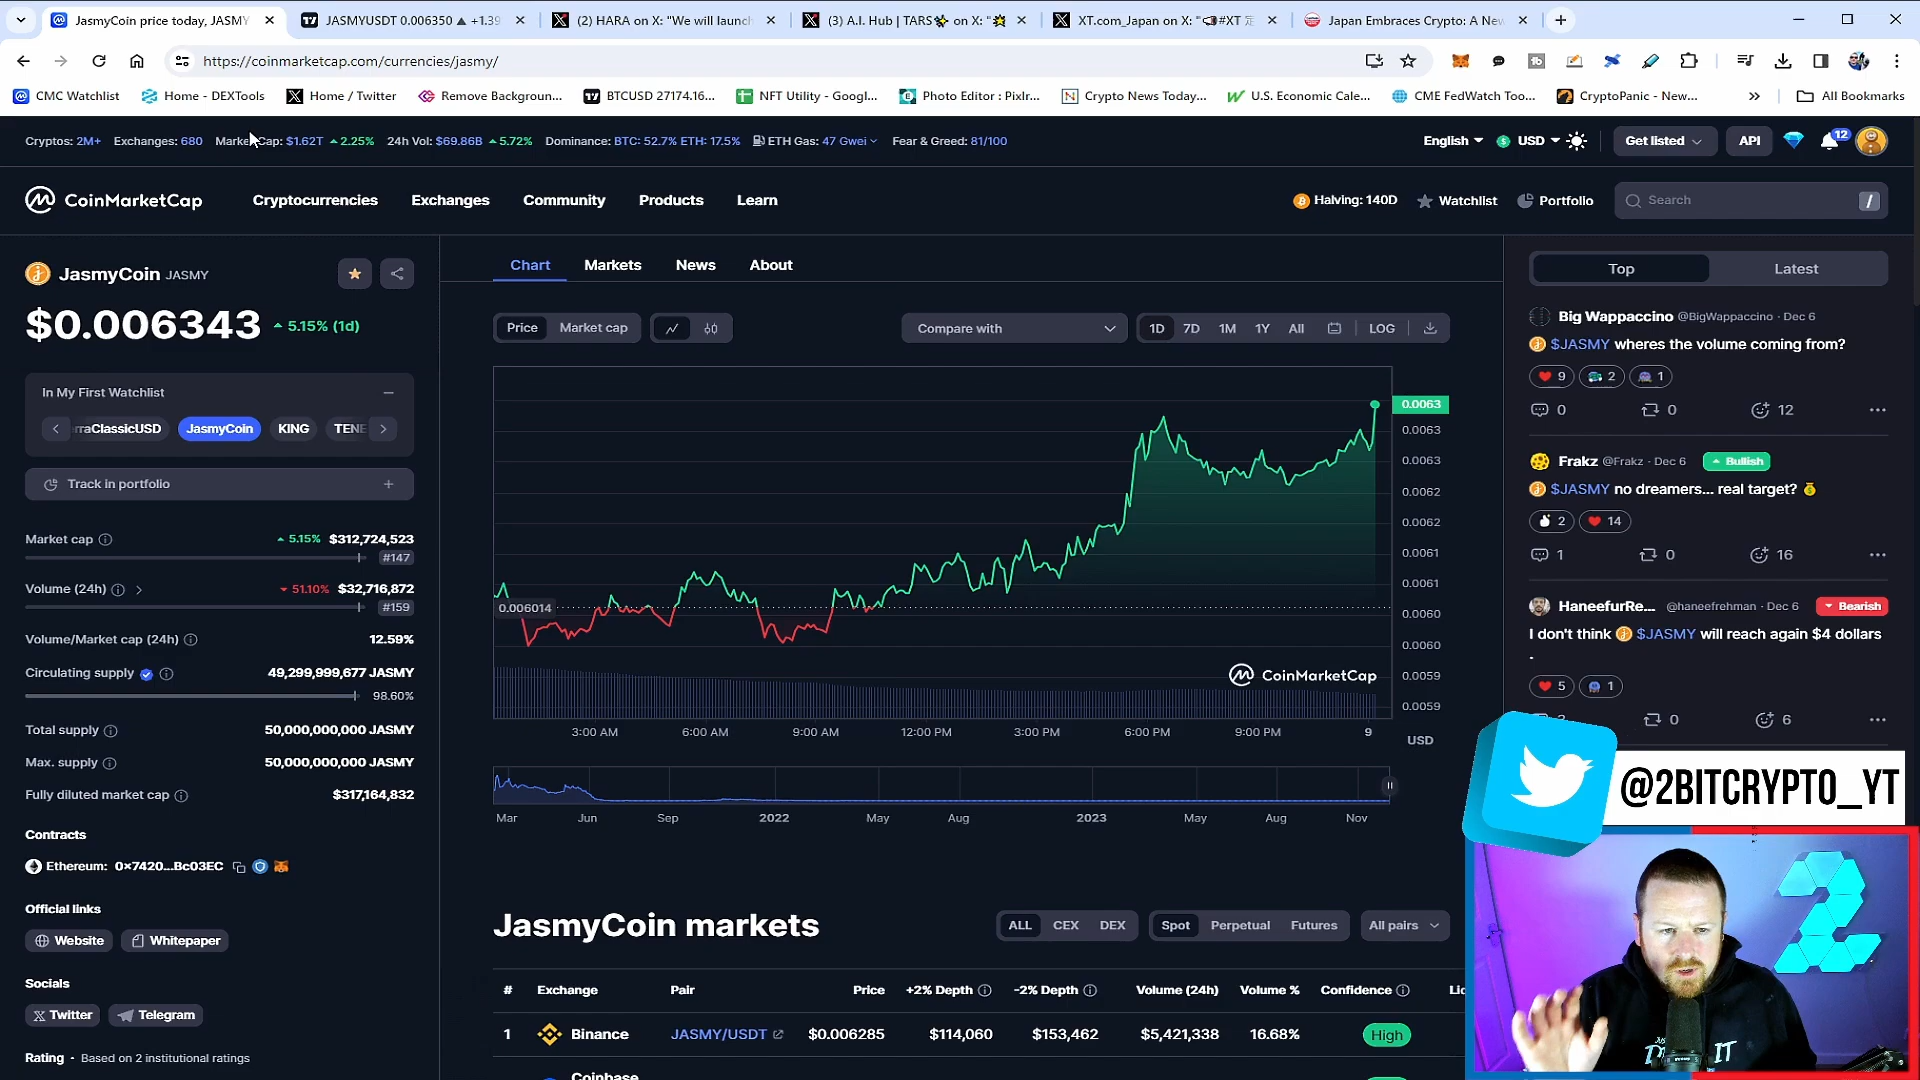 JasmyCoin price today, JASMY
JASMYUSDT 0.006350 ▲ +1.39
(2) HARA on X: "We will launch
(3) A.I. Hub | TARS✨ on X: "💥
XT.com_Japan on X: "📢#XT 定
Japan Embraces Crypto: A New
https://coinmarketcap.com/currencies/jasmy/
CMC Watchlist
Home - DEXTools
Home / Twitter
Remove Backgroun...
BTCUSD 27174.16...
NFT Utility - Googl...
Photo Editor : Pixlr...
Crypto News Today...
U.S. Economic Cale...
CME FedWatch Too...
CryptoPanic - New...
All Bookmarks
Cryptos: 2M+ Exchanges: 680 Market Cap: $1.62T ▲ 2.25% 24h Vol: $69.86B ▲ 5.72% Dominance: BTC: 52.7% ETH: 17.5% ETH Gas: 47 Gwei Fear & Greed: 81/100
English USD Get listed API 12
CoinMarketCap
Cryptocurrencies Exchanges Community Products Learn
Halving: 140D Watchlist Portfolio Search /
JasmyCoin JASMY
$0.006343 ▲ 5.15% (1d)
In My First Watchlist
rraClassicUSD JasmyCoin KING TENE
Track in portfolio +
Market cap ▲ 5.15% $312,724,523
#147
Volume (24h) ▼ 51.10% $32,716,872
#159
Volume/Market cap (24h) 12.59%
Circulating supply 49,299,999,677 JASMY
98.60%
Total supply 50,000,000,000 JASMY
Max. supply 50,000,000,000 JASMY
Fully diluted market cap $317,164,832
Contracts
Ethereum: 0x7420...Bc03EC
Official links
Website Whitepaper
Socials
Twitter Telegram
Rating · Based on 2 institutional ratings
Chart Markets News About
Price Market cap
Compare with
1D 7D 1M 1Y All LOG
0.0063
0.0063
0.0063
0.0062
0.0062
0.0061
0.0061
0.0060
0.0060
0.0059
0.0059
0.006014
CoinMarketCap
3:00 AM 6:00 AM 9:00 AM 12:00 PM 3:00 PM 6:00 PM 9:00 PM 9
USD
Mar Jun Sep 2022 May Aug 2023 May Aug Nov
JasmyCoin markets
ALL CEX DEX Spot Perpetual Futures All pairs
# Exchange Pair Price +2% Depth -2% Depth Volume (24h) Volume % Confidence
1 Binance JASMY/USDT $0.006285 $114,060 $153,462 $5,421,338 16.68% High
Coinbase
Top Latest
Big Wappaccino @BigWappaccino · Dec 6
$JASMY wheres the volume coming from?
9 2 1
0 0 12
Frakz @Frakz · Dec 6 Bullish
$JASMY no dreamers... real target? 💰
2 14
1 0 16
HaneefurRe... @haneefrehman · Dec 6 Bearish
I don't think $JASMY will reach again $4 dollars
.
5 1
0 6
@2BITCRYPTO_YT